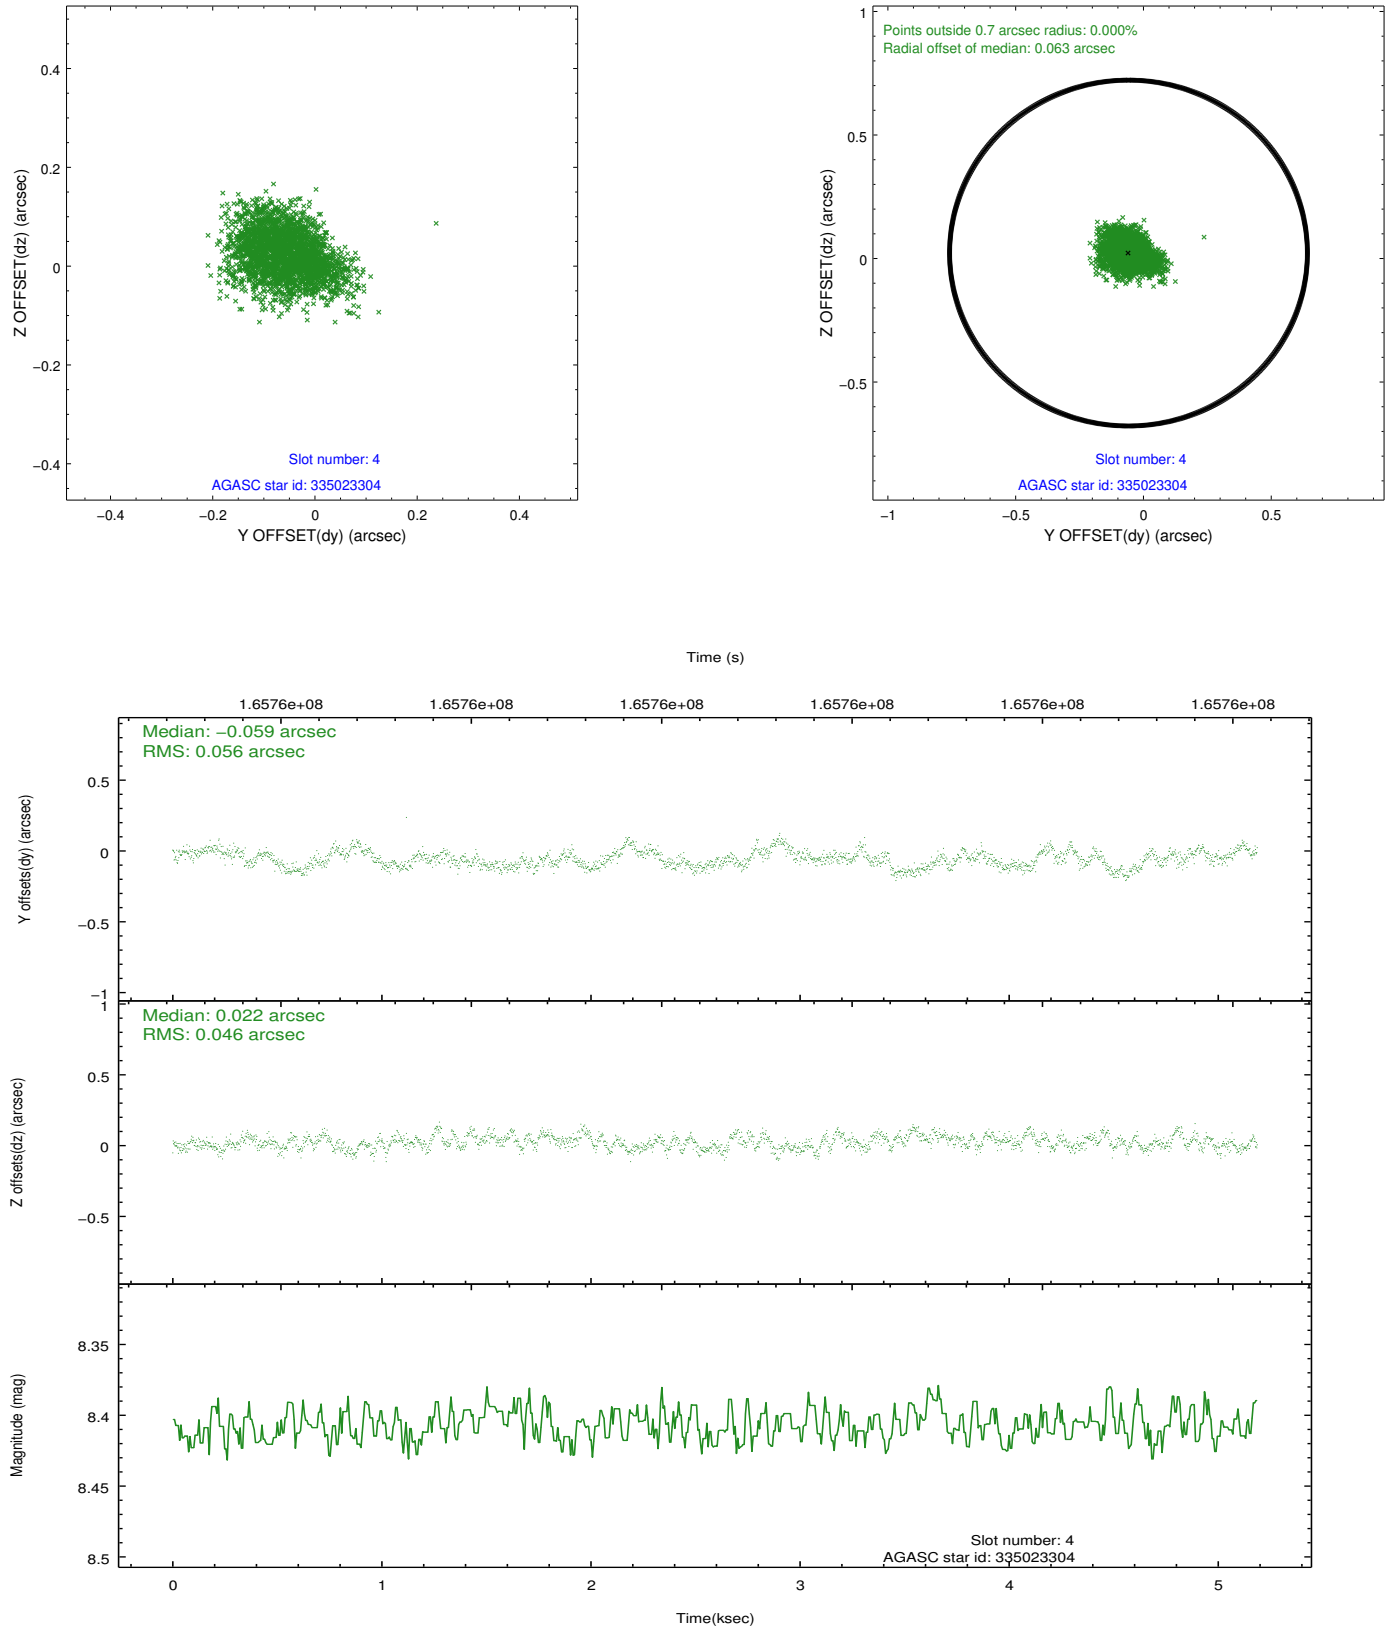 0.4
0.2
0
−0.2
−0.4
Z OFFSET(dz) (arcsec)
−0.4 −0.2 0 0.2 0.4
Y OFFSET(dy) (arcsec)
Slot number: 4
AGASC star id: 335023304
Points outside 0.7 arcsec radius: 0.000%
Radial offset of median: 0.063 arcsec
1
0.5
0
−0.5
Z OFFSET(dz) (arcsec)
−1 −0.5 0 0.5
Y OFFSET(dy) (arcsec)
Slot number: 4
AGASC star id: 335023304
Time (s)
1.6576e+08 1.6576e+08 1.6576e+08 1.6576e+08 1.6576e+08 1.6576e+08
Median: −0.059 arcsec
RMS: 0.056 arcsec
0.5
0
−0.5
−1
Y offsets(dy) (arcsec)
Median: 0.022 arcsec
RMS: 0.046 arcsec
1
0.5
0
−0.5
Z offsets(dz) (arcsec)
8.35
8.4
8.45
8.5
Magnitude (mag)
Slot number: 4
AGASC star id: 335023304
0 1 2 3 4 5
Time(ksec)